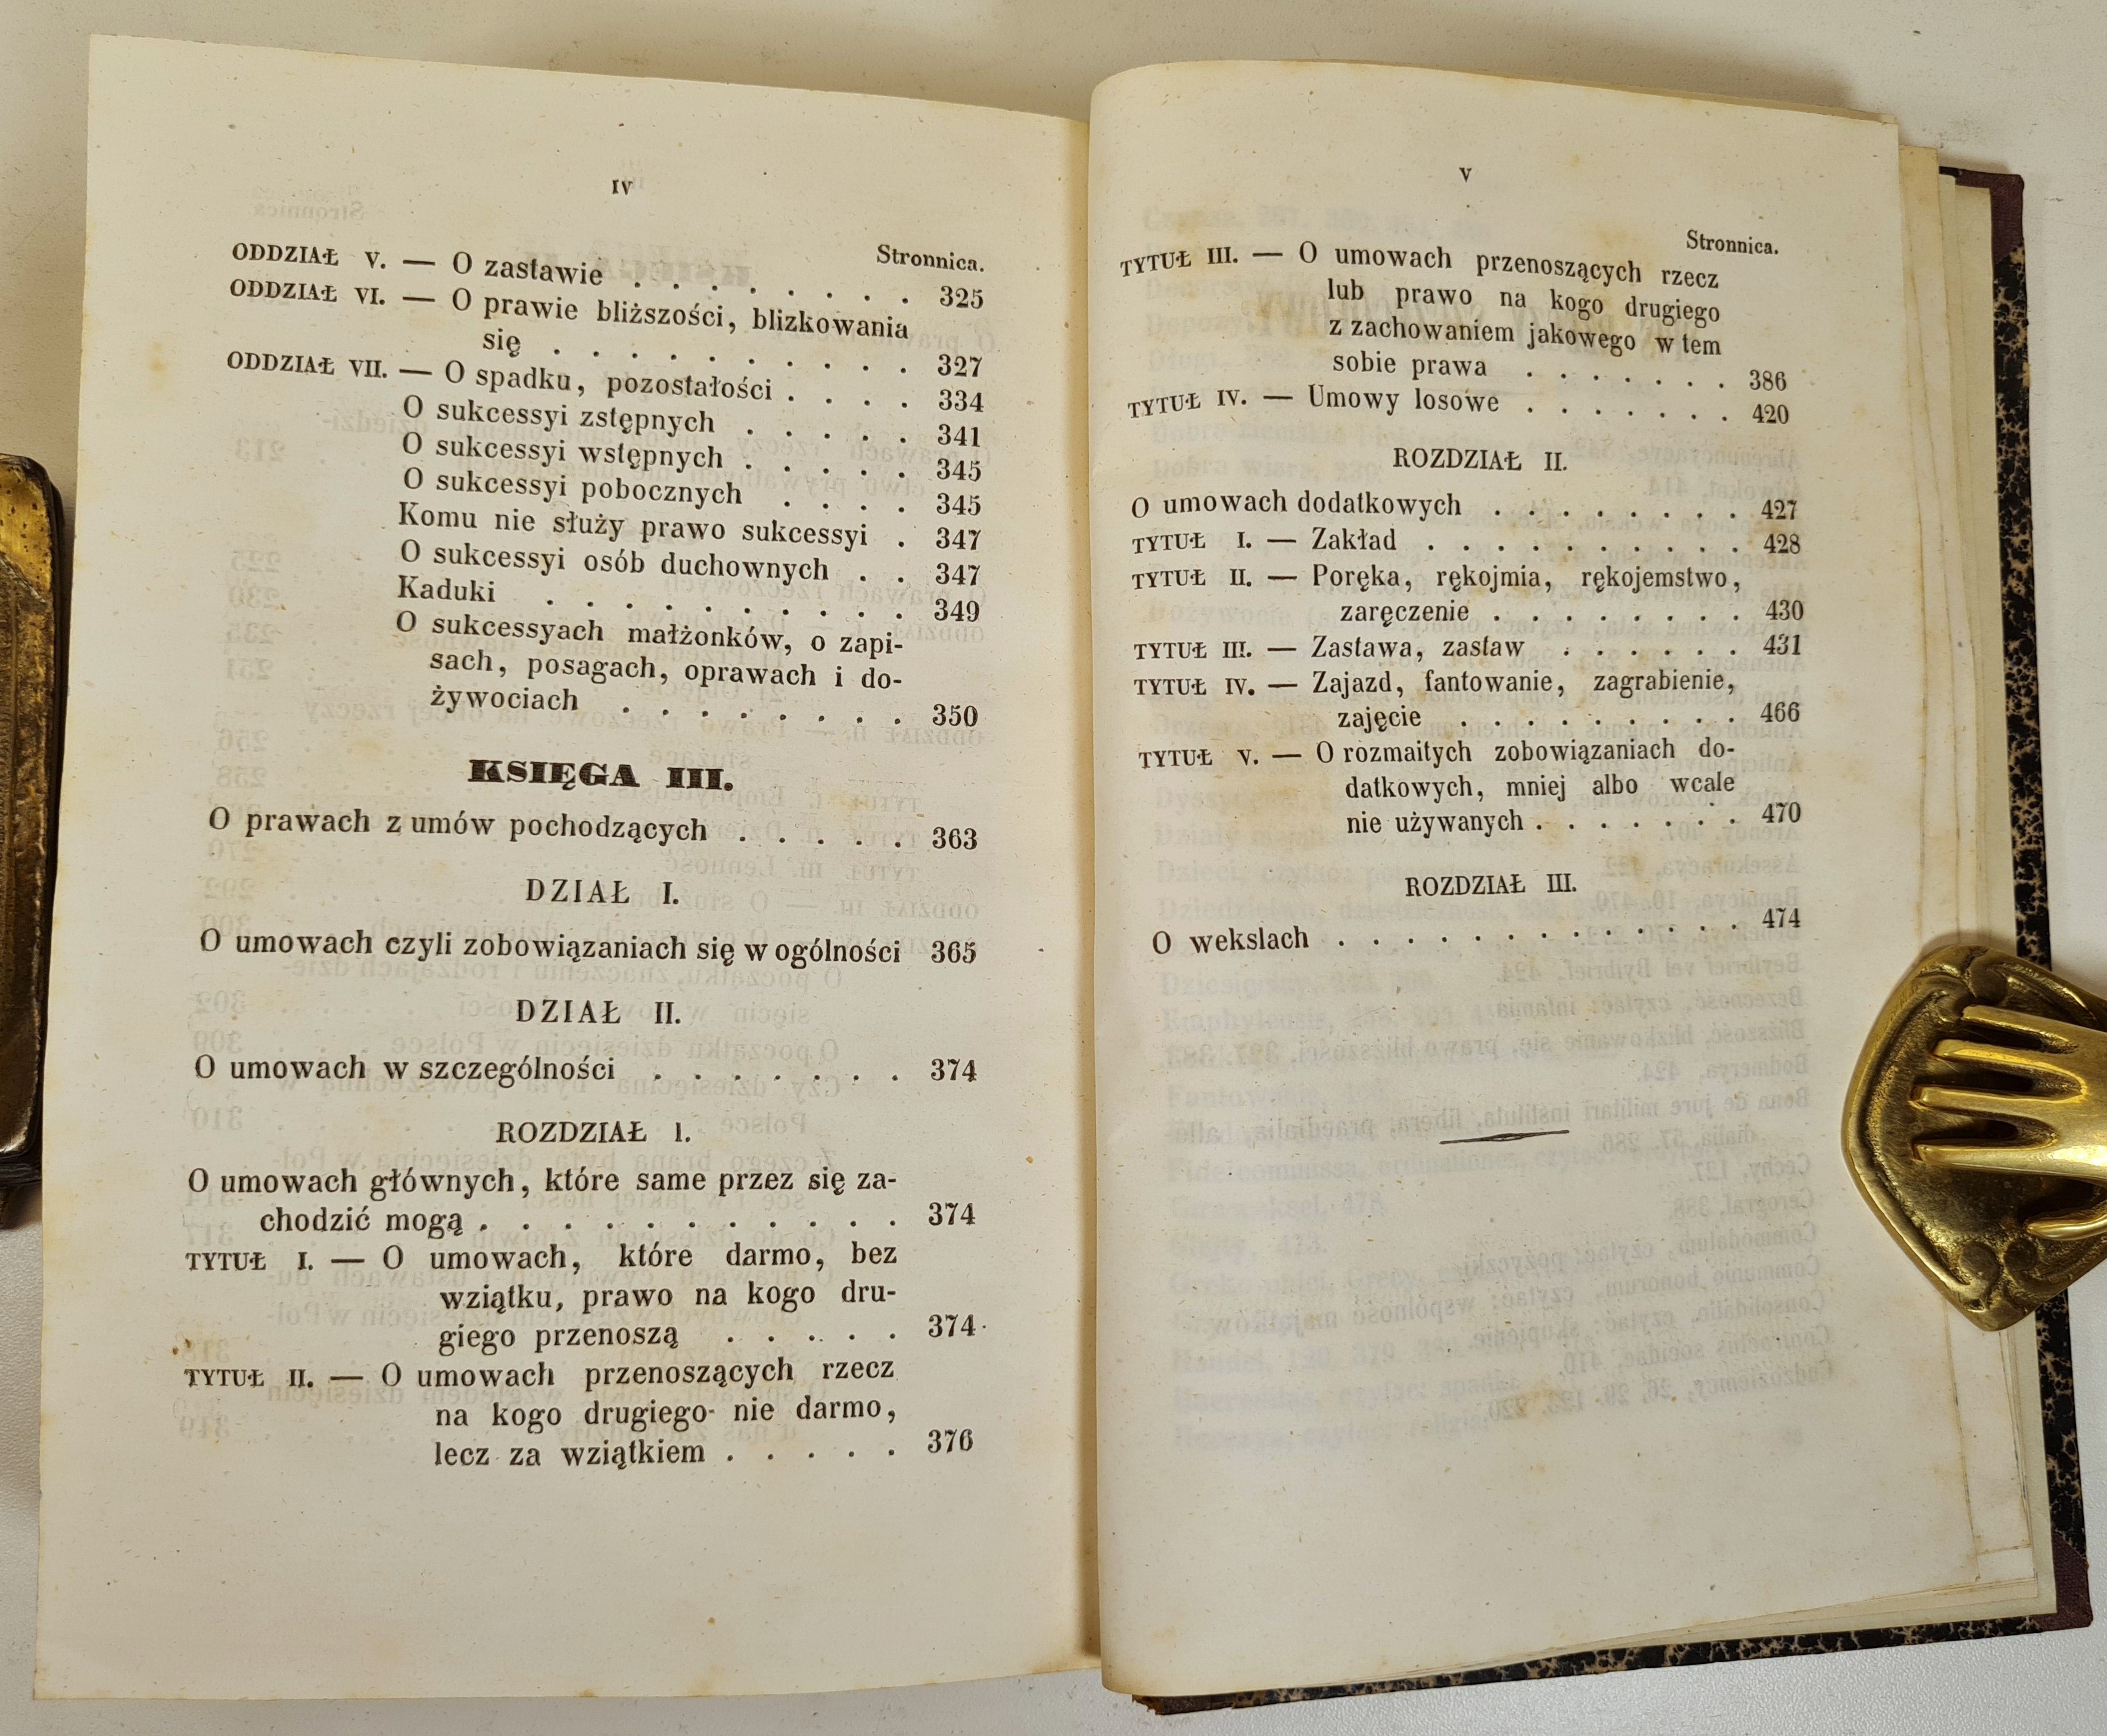 IV
Stronnica.
ODDZIAŁ V. — O zastawie . . . . . . . . 325
ODDZIAŁ VI. — O prawie bliższości, blizkowania
się . . . . . . . . . . 327
ODDZIAŁ VII. — O spadku, pozostałości . . . . 334
O sukcessyi zstępnych . . . . . 341
O sukcessyi wstępnych . . . . . 345
O sukcessyi pobocznych . . . . 345
Komu nie służy prawo sukcessyi . 347
O sukcessyi osób duchownych . . 347
Kaduki . . . . . . . . . . 349
O sukcessyach małżonków, o zapi-
sach, posagach, oprawach i do-
żywociach . . . . . . . . 350
KSIĘGA III.
O prawach z umów pochodzących . . . . . 363
DZIAŁ I.
O umowach czyli zobowiązaniach się w ogólności 365
DZIAŁ II.
O umowach w szczególności . . . . . . . 374
ROZDZIAŁ I.
O umowach głównych, które same przez się za-
chodzić mogą . . . . . . . . . . . 374
TYTUŁ I. — O umowach, które darmo, bez
wziątku, prawo na kogo dru-
giego przenoszą . . . . . 374
TYTUŁ II. — O umowach przenoszących rzecz
na kogo drugiego nie darmo,
lecz za wziątkiem . . . . . 376
V
Stronnica.
TYTUŁ III. — O umowach przenoszących rzecz
lub prawo na kogo drugiego
z zachowaniem jakowego w tem
sobie prawa . . . . . . . 386
TYTUŁ IV. — Umowy losowe . . . . . . . 420
ROZDZIAŁ II.
O umowach dodatkowych . . . . . . . . 427
TYTUŁ I. — Zakład . . . . . . . . . . 428
TYTUŁ II. — Poręka, rękojmia, rękojemstwo,
zaręczenie . . . . . . . . 430
TYTUŁ III. — Zastawa, zastaw . . . . . . 431
TYTUŁ IV. — Zajazd, fantowanie, zagrabienie,
zajęcie . . . . . . . . . 466
TYTUŁ V. — O rozmaitych zobowiązaniach do-
datkowych, mniej albo wcale
nie używanych . . . . . . . 470
ROZDZIAŁ III.
O wekslach . . . . . . . . . . . . . 474